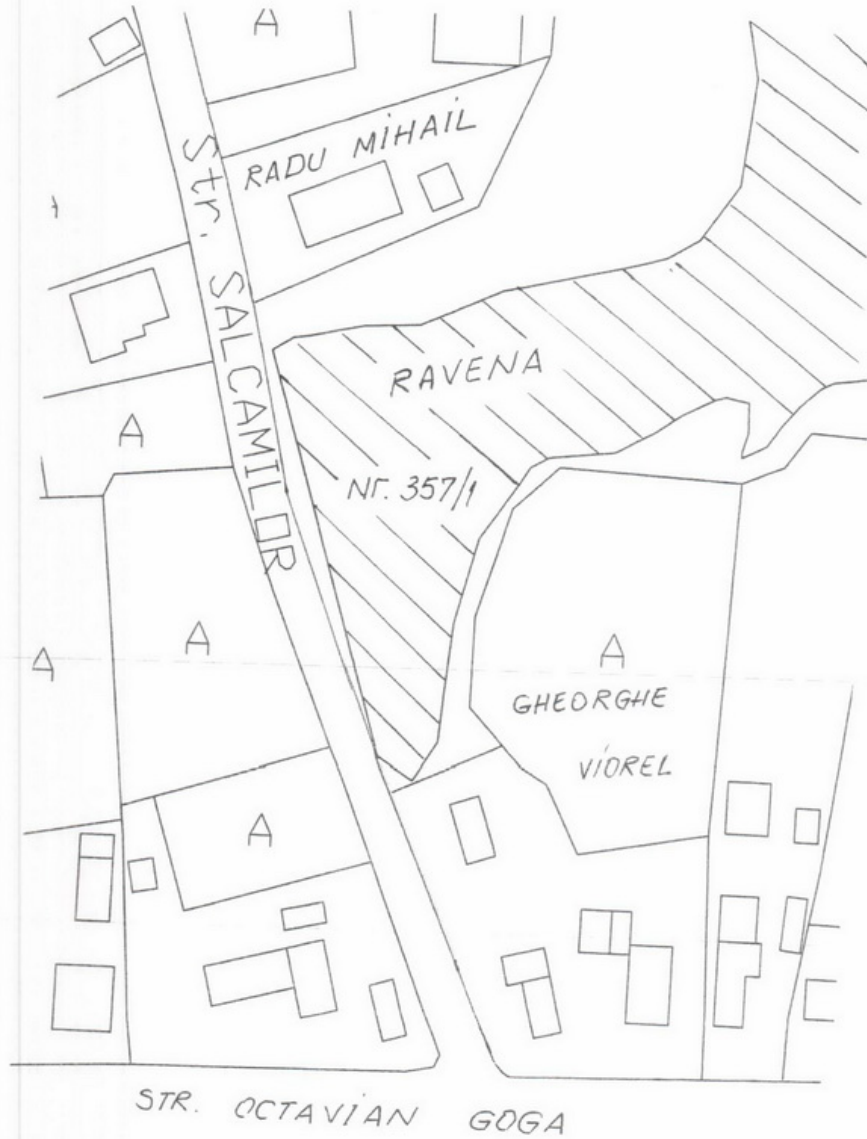 A
RADU MIHAIL
Str. SALCAMILOR
RAVENA
A
Nr. 357/1
A
A
A
GHEORGHE
VIOREL
A
STR. OCTAVIAN GOGA